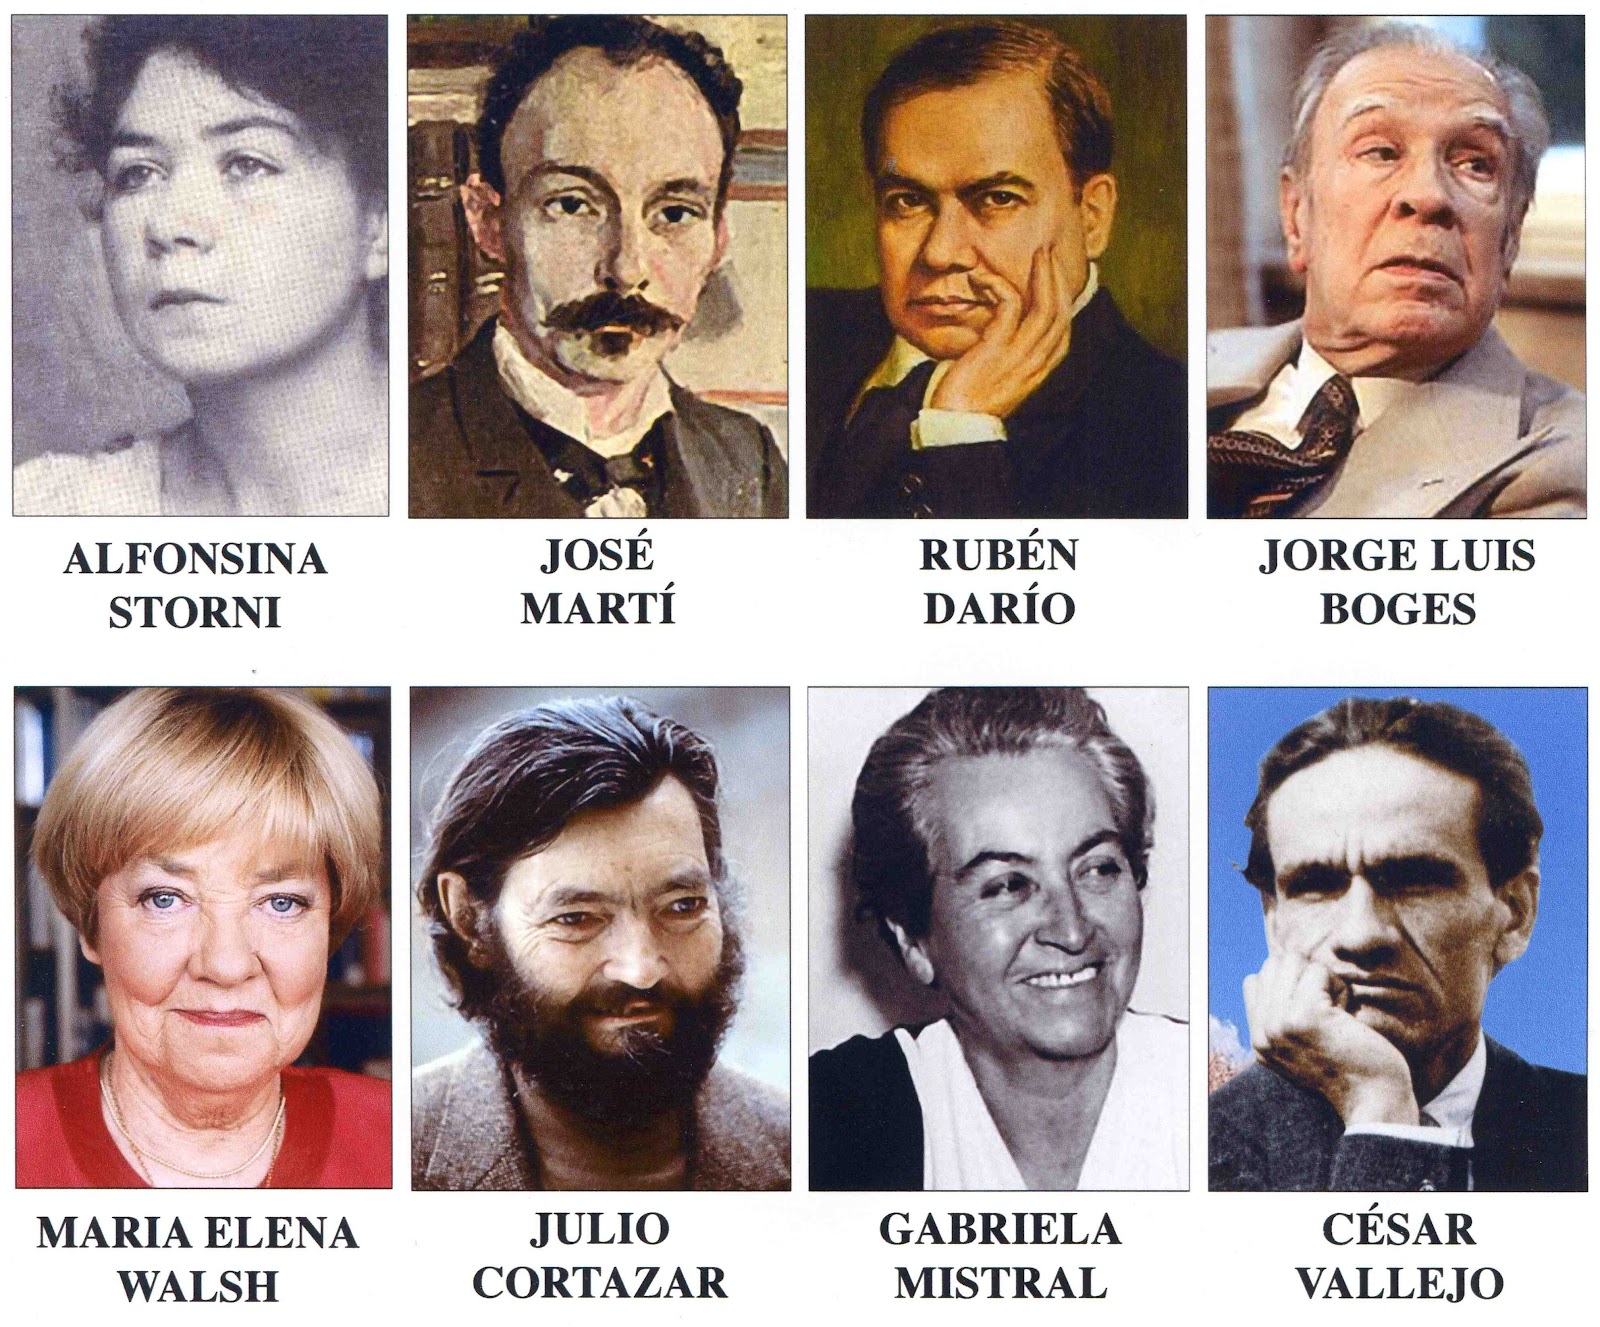 ALFONSINA
STORNI
JOSÉ
MARTÍ
RUBÉN
DARÍO
JORGE LUIS
BOGES
MARIA ELENA
WALSH
JULIO
CORTAZAR
GABRIELA
MISTRAL
CÉSAR
VALLEJO